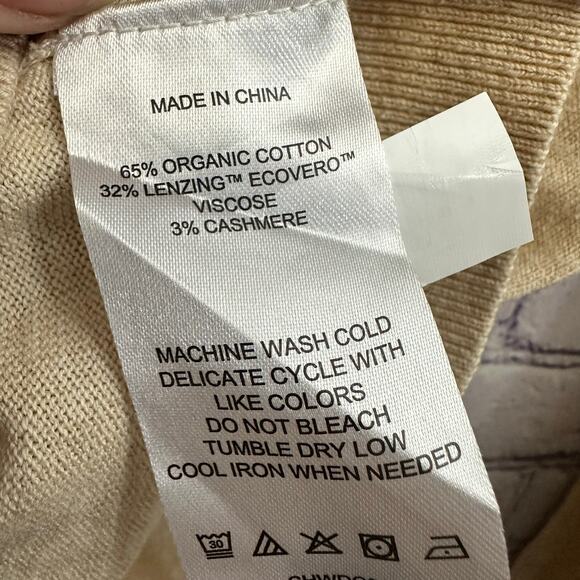 MADE IN CHINA
65% ORGANIC COTTON
32% LENZING™ ECOVERO™
VISCOSE
3% CASHMERE
MACHINE WASH COLD
DELICATE CYCLE WITH
LIKE COLORS
DO NOT BLEACH
TUMBLE DRY LOW
COOL IRON WHEN NEEDED
30